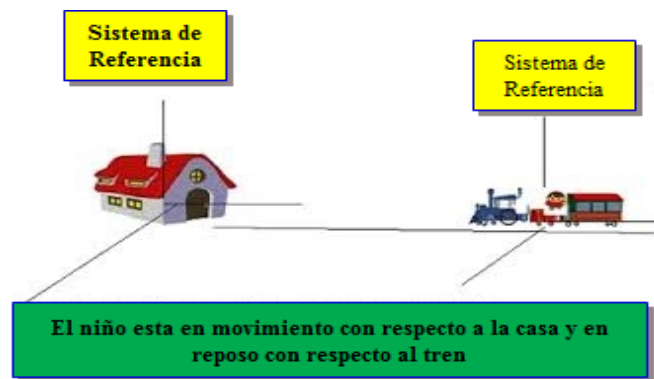 Sistema de
Referencia
Sistema de
Referencia
El niño esta en movimiento con respecto a la casa y en
reposo con respecto al tren